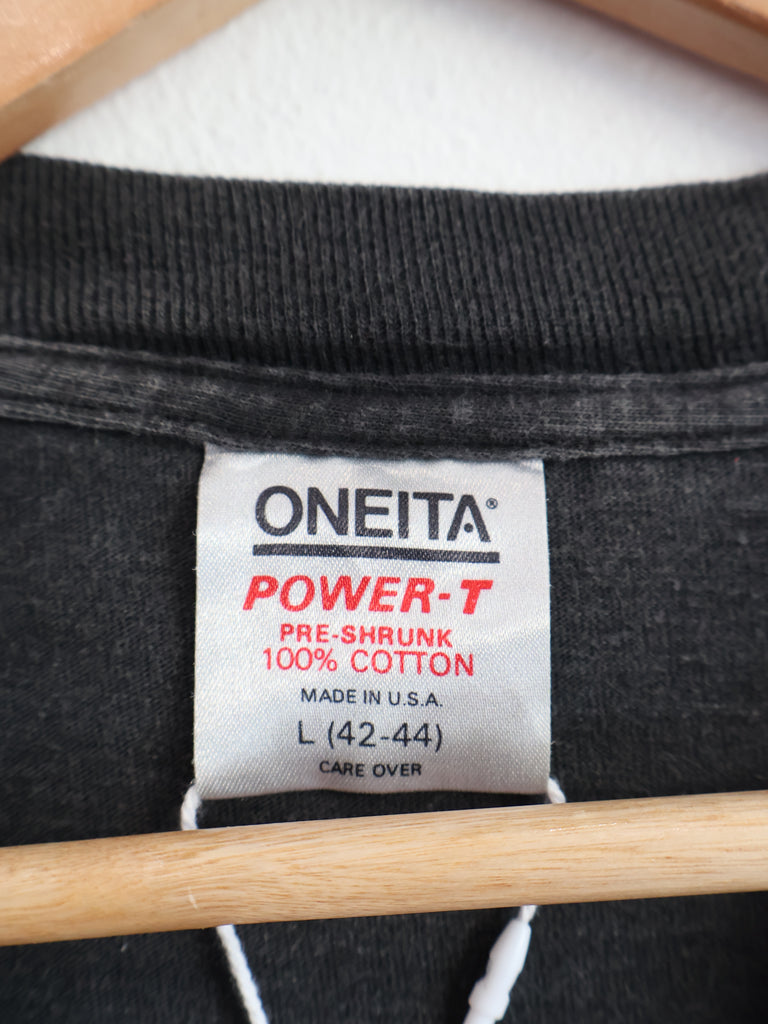 ONEITA®
POWER-T
PRE-SHRUNK
100% COTTON
MADE IN U.S.A.
L (42-44)
CARE OVER